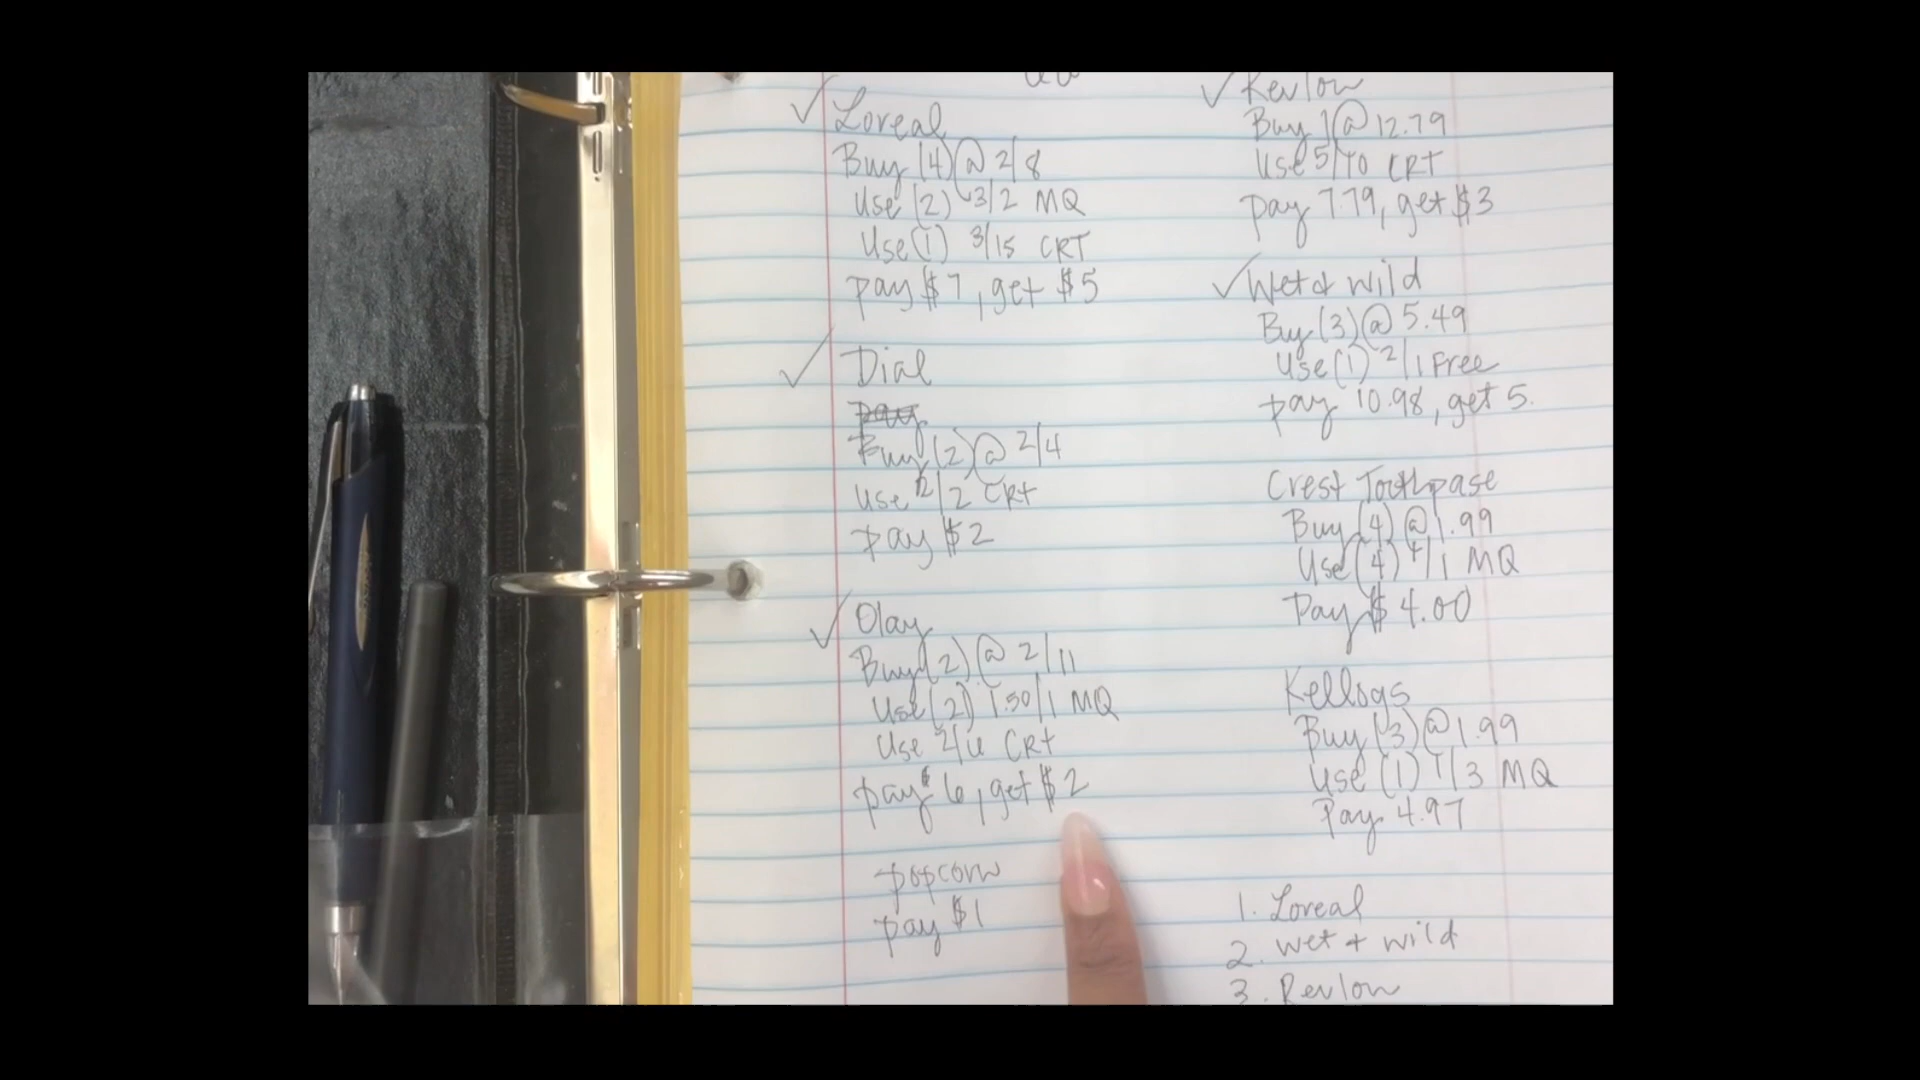 ✓ Loreal
Buy (4) @ 2/8
Use (2) 3/2 MQ
Use (1) 3/15 CRT
pay $7, get $5
✓ Dial
pay
Buy (2) @ 2/4
Use 2/2 CRT
pay $2
✓ Olay
Buy (2) @ 2/11
Use (2) 1.50/1 MQ
Use 2/6 CRT
pay $6, get $2
popcorn
pay $1
✓ Revlon
Buy 1 @ 12.79
Use 5/10 CRT
pay 7.79, get $3
✓ Wet & Wild
Buy (3) @ 5.49
Use (1) 2/1 Free
pay 10.98, get 5.
Crest Toothpase
Buy (4) @ 1.99
Use (4) 4/1 MQ
Pay $4.00
Kellogs
Buy (3) @ 1.99
Use (1) 1/3 MQ
Pay 4.97
1. Loreal
2. Wet & wild
3. Revlon